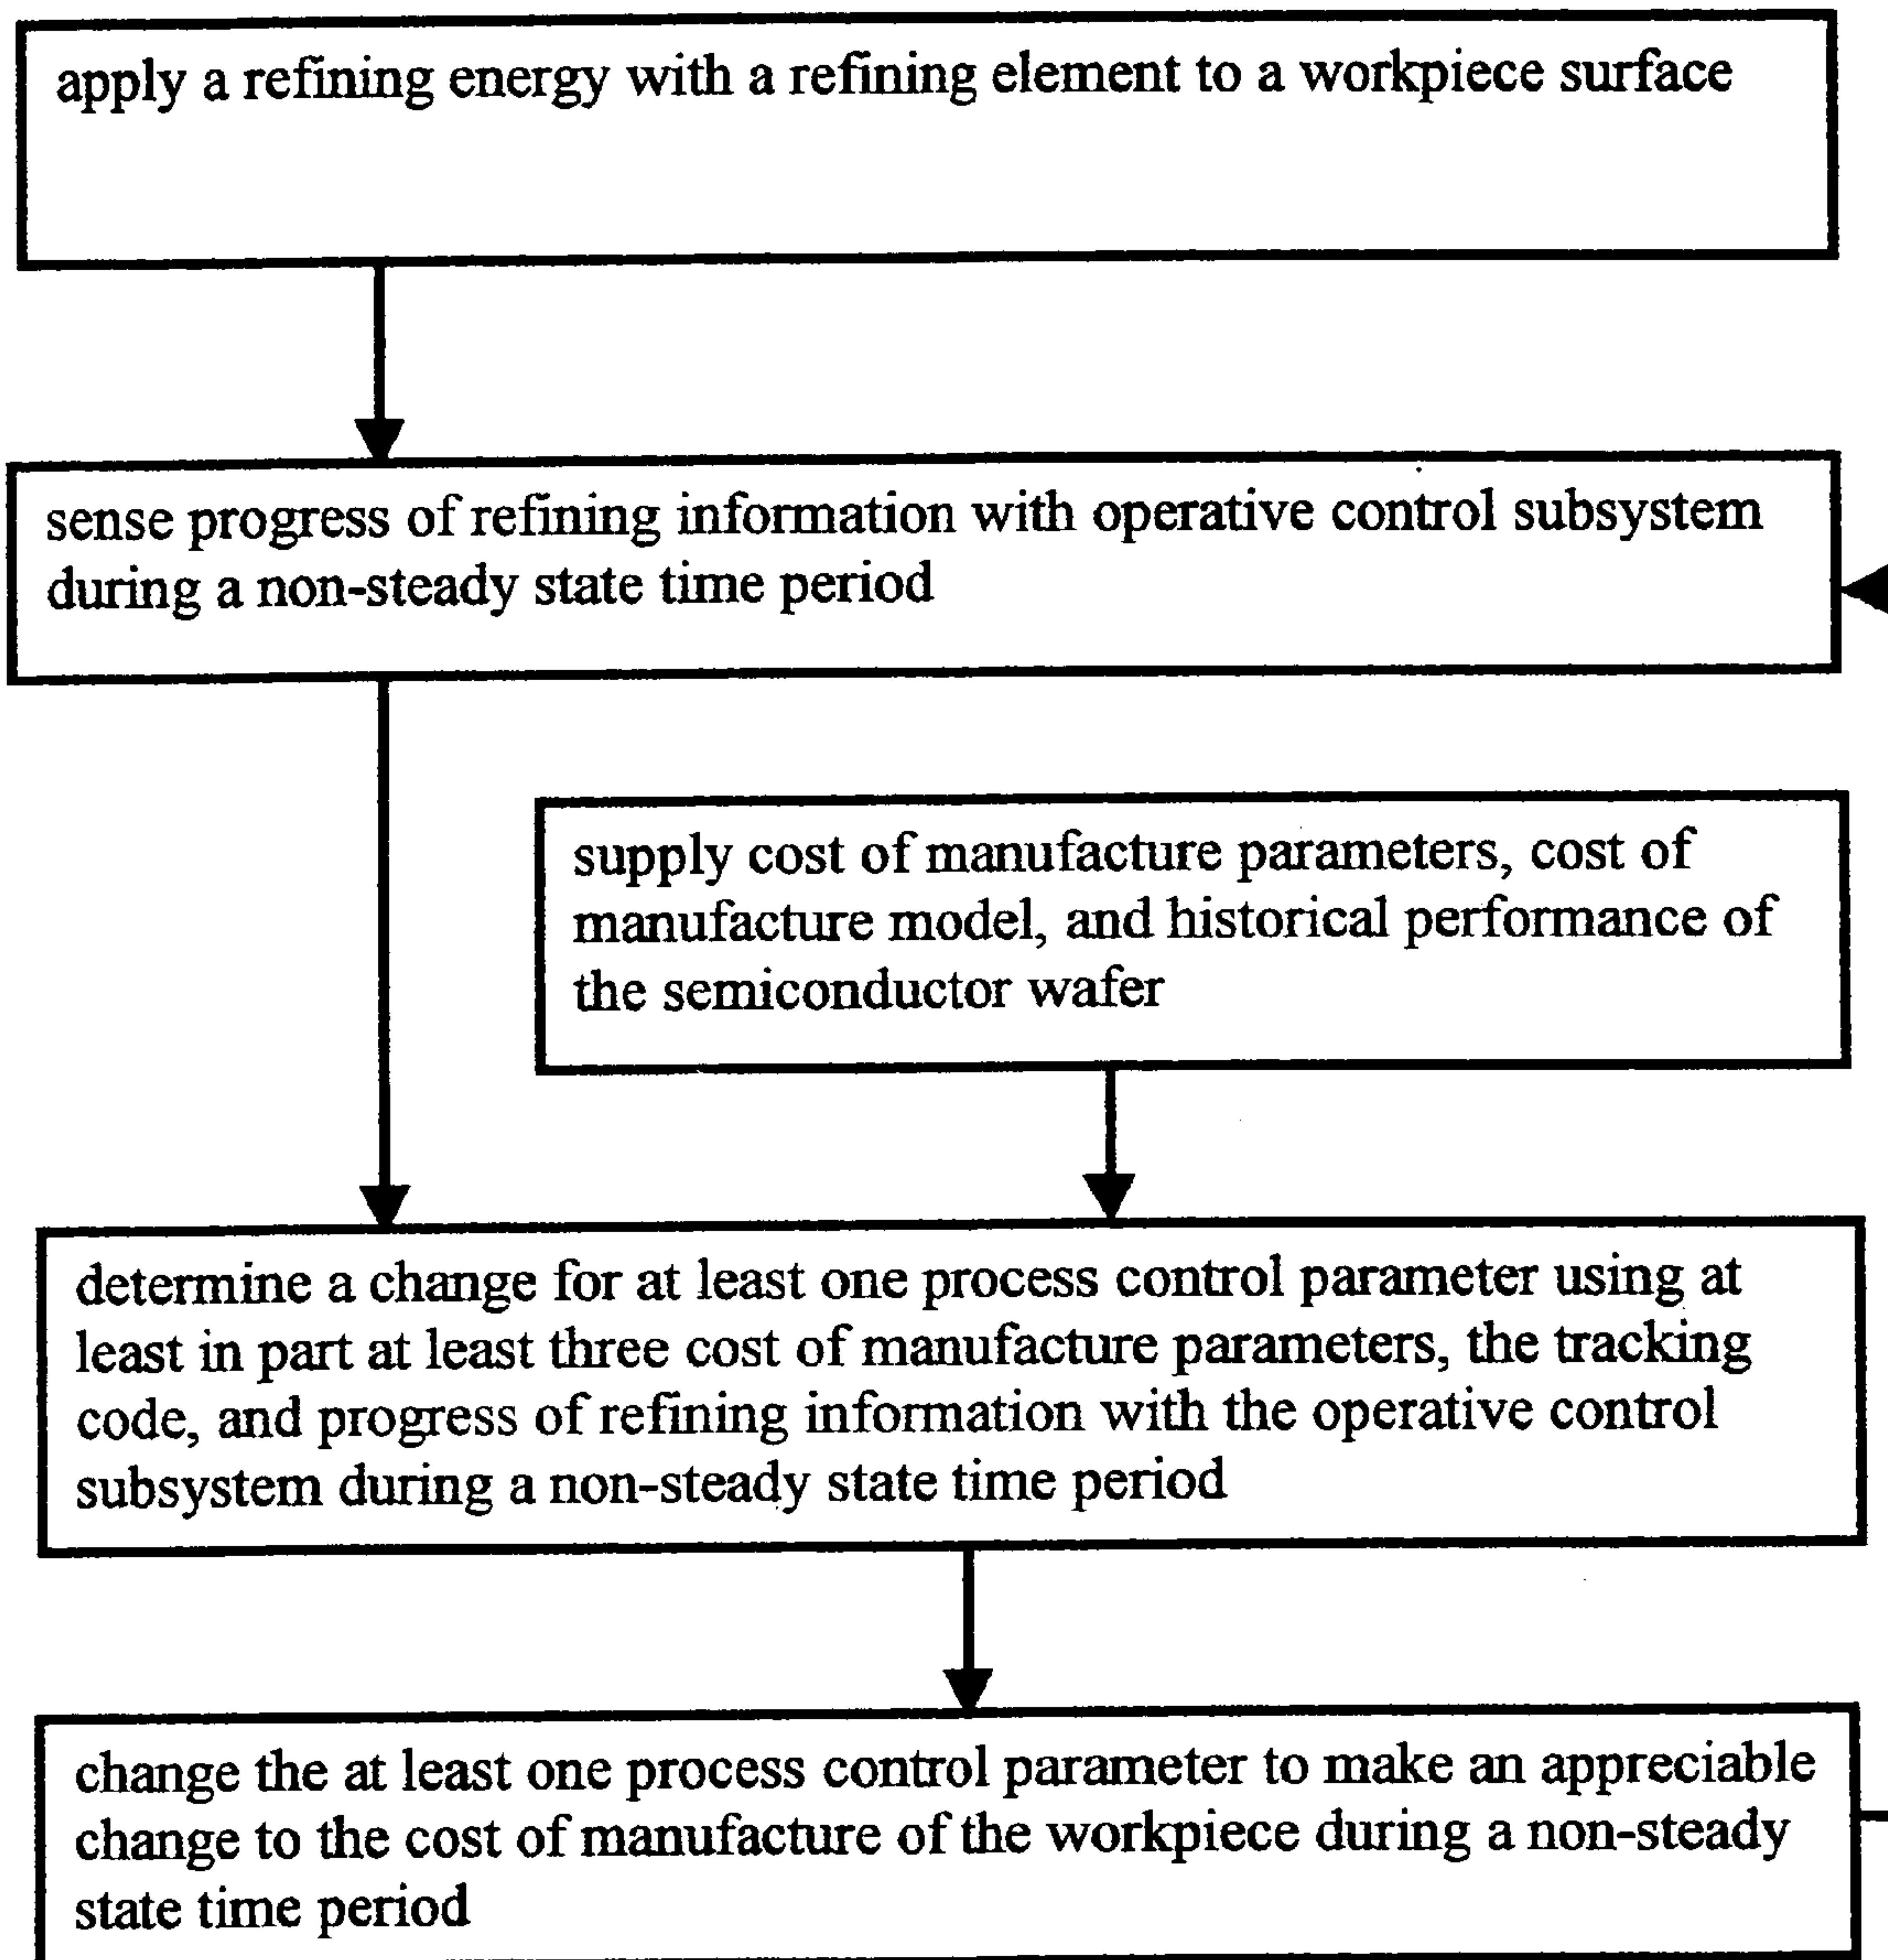 apply a refining energy with a refining element to a workpiece surface
sense progress of refining information with operative control subsystem
during a non-steady state time period
supply cost of manufacture parameters, cost of
manufacture model, and historical performance of
the semiconductor wafer
determine a change for at least one process control parameter using at
least in part at least three cost of manufacture parameters, the tracking
code, and progress of refining information with the operative control
subsystem during a non-steady state time period
change the at least one process control parameter to make an appreciable
change to the cost of manufacture of the workpiece during a non-steady
state time period